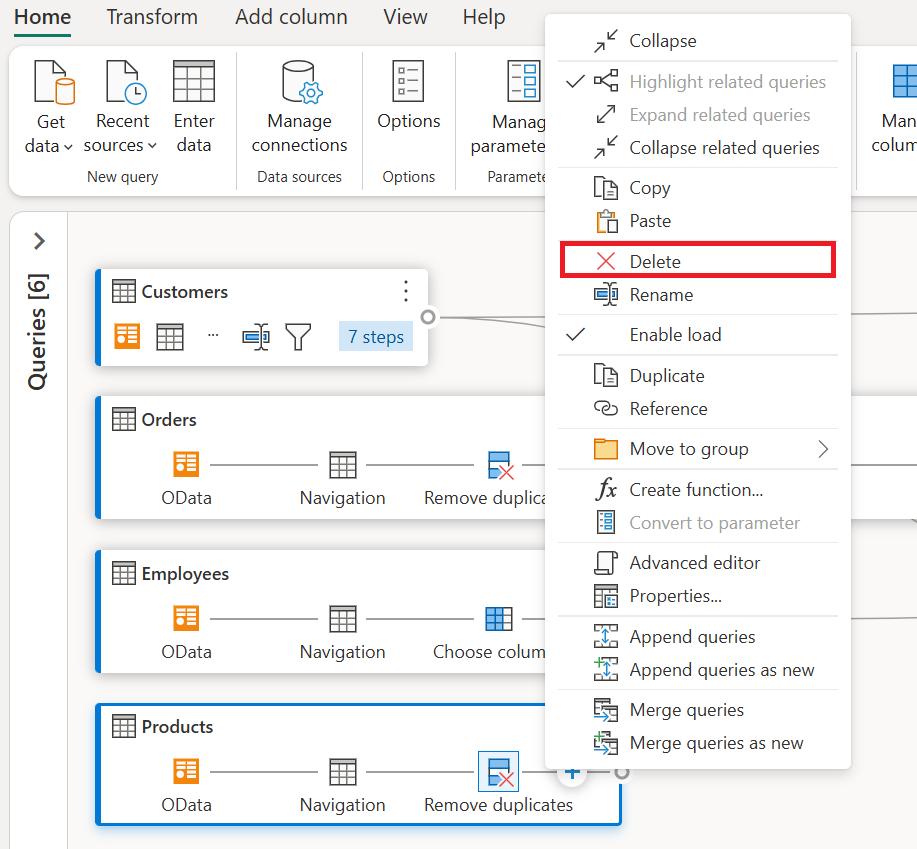 Home Transform Add column View Help
Get data
Recent sources
Enter data
New query
Manage connections
Data sources
Options
Options
Manag
paramete
Paramete
Man
colum
Queries [6]
Customers
...
7 steps
Orders
OData Navigation Remove duplica
Employees
OData Navigation Choose colum
Products
OData Navigation Remove duplicates
Collapse
Highlight related queries
Expand related queries
Collapse related queries
Copy
Paste
Delete
Rename
Enable load
Duplicate
Reference
Move to group
fx Create function...
Convert to parameter
Advanced editor
Properties...
Append queries
Append queries as new
Merge queries
Merge queries as new